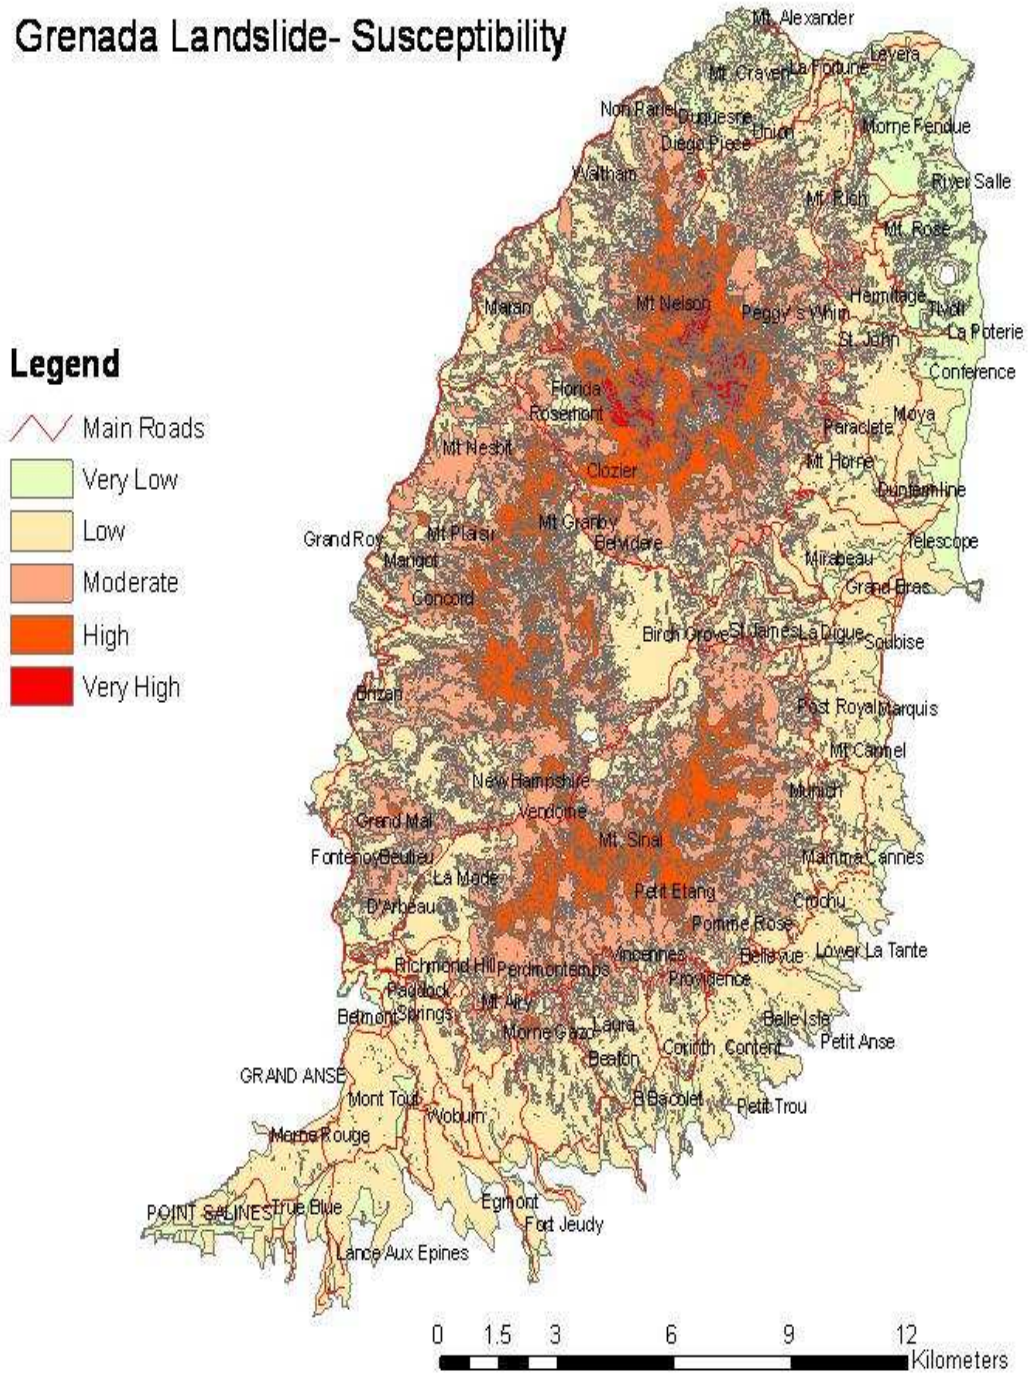 Grenada Landslide- Susceptibility
Mt. Alexander
Levera
La Fortune
Mt. Craven
Non Pariel
Duquesne
Union
Morne Fendue
Diego Piece
Waltham
River Salle
Mt. Rich
Mt. Rose
Hermitage
Mt Nelson
Maran
Peggy's Whim
Tivoli
La Poterie
St. John
Conference
Florida
Rosemont
Moya
Paraclete
Mt Nesbit
Mt Horne
Clozier
Dunfermline
Mt Granby
Mt Plaisir
Grand Roy
Belvidere
Telescope
Marigot
Mirabeau
Grand Bras
Concord
Birch Grove
St James
La Digue
Soubise
Brizan
Post Royal
Marquis
Mt Carmel
New Hampshire
Munich
Vendome
Grand Mal
Mt. Sinai
Fontenoy
Beulieu
Mamma Cannes
La Mode
Petit Etang
Crochu
D'Arbeau
Pomme Rose
Lower La Tante
Vincennes
Bellevue
Richmond Hill
Perdmontemps
Providence
Paddock
Mt Airy
Belmont
Springs
Belle Isle
Morne Gazo
Laura
Petit Anse
Corinth
Content
Beaton
GRAND ANSE
Mont Tout
Bacolet
Petit Trou
Woburn
Morne Rouge
Egmont
POINT SALINES
True Blue
Fort Jeudy
Lance Aux Epines
Legend
Main Roads
Very Low
Low
Moderate
High
Very High
0 1.5 3 6 9 12
Kilometers